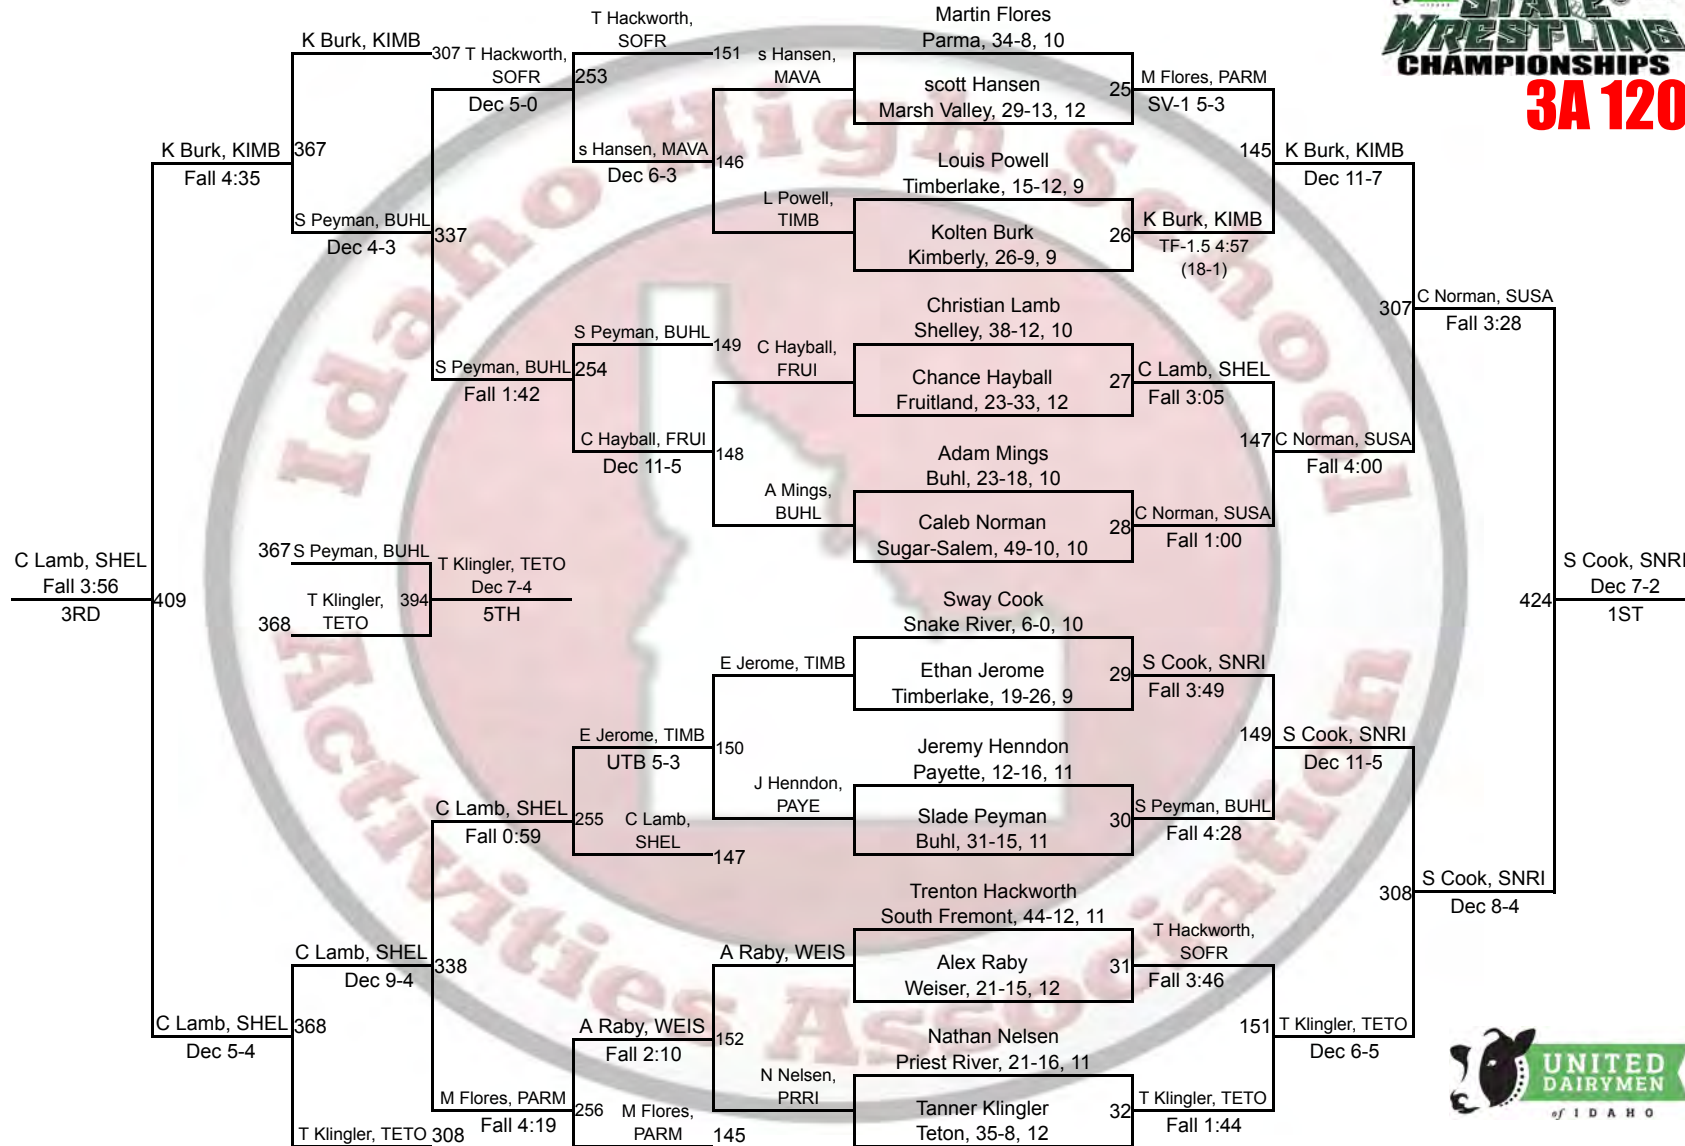 STATE
WRESTLING
CHAMPIONSHIPS
3A 120
Idaho High School
Activities Association
K Burk, KIMB
307
K Burk, KIMB
Fall 4:35
367
S Peyman, BUHL
Dec 4-3
337
T Hackworth,
SOFR
Dec 5-0
253
T Hackworth,
SOFR
151
s Hansen, MAVA
Dec 6-3
146
s Hansen,
MAVA
L Powell,
TIMB
S Peyman, BUHL
Fall 1:42
254
S Peyman, BUHL
149
C Hayball, FRUI
Dec 11-5
148
C Hayball,
FRUI
A Mings,
BUHL
C Lamb, SHEL
Fall 3:56
3RD
409
367
S Peyman, BUHL
T Klingler,
TETO
368
394
T Klingler, TETO
Dec 7-4
5TH
E Jerome, TIMB
E Jerome, TIMB
UTB 5-3
150
J Henndon,
PAYE
C Lamb, SHEL
Fall 0:59
255
C Lamb,
SHEL
147
C Lamb, SHEL
Dec 9-4
338
C Lamb, SHEL
Dec 5-4
368
A Raby, WEIS
A Raby, WEIS
Fall 2:10
152
N Nelsen,
PRRI
M Flores, PARM
Fall 4:19
256
M Flores,
PARM
145
T Klingler, TETO
308
Martin Flores
Parma, 34-8, 10
scott Hansen
Marsh Valley, 29-13, 12
25
M Flores, PARM
SV-1 5-3
Louis Powell
Timberlake, 15-12, 9
Kolten Burk
Kimberly, 26-9, 9
26
K Burk, KIMB
TF-1.5 4:57
(18-1)
145
K Burk, KIMB
Dec 11-7
Christian Lamb
Shelley, 38-12, 10
Chance Hayball
Fruitland, 23-33, 12
27
C Lamb, SHEL
Fall 3:05
Adam Mings
Buhl, 23-18, 10
Caleb Norman
Sugar-Salem, 49-10, 10
28
C Norman, SUSA
Fall 1:00
147
C Norman, SUSA
Fall 4:00
307
C Norman, SUSA
Fall 3:28
Sway Cook
Snake River, 6-0, 10
Ethan Jerome
Timberlake, 19-26, 9
29
S Cook, SNRI
Fall 3:49
Jeremy Henndon
Payette, 12-16, 11
Slade Peyman
Buhl, 31-15, 11
30
S Peyman, BUHL
Fall 4:28
149
S Cook, SNRI
Dec 11-5
Trenton Hackworth
South Fremont, 44-12, 11
Alex Raby
Weiser, 21-15, 12
31
T Hackworth,
SOFR
Fall 3:46
Nathan Nelsen
Priest River, 21-16, 11
Tanner Klingler
Teton, 35-8, 12
32
T Klingler, TETO
Fall 1:44
151
T Klingler, TETO
Dec 6-5
308
S Cook, SNRI
Dec 8-4
424
S Cook, SNRI
Dec 7-2
1ST
UNITED
DAIRYMEN
of IDAHO